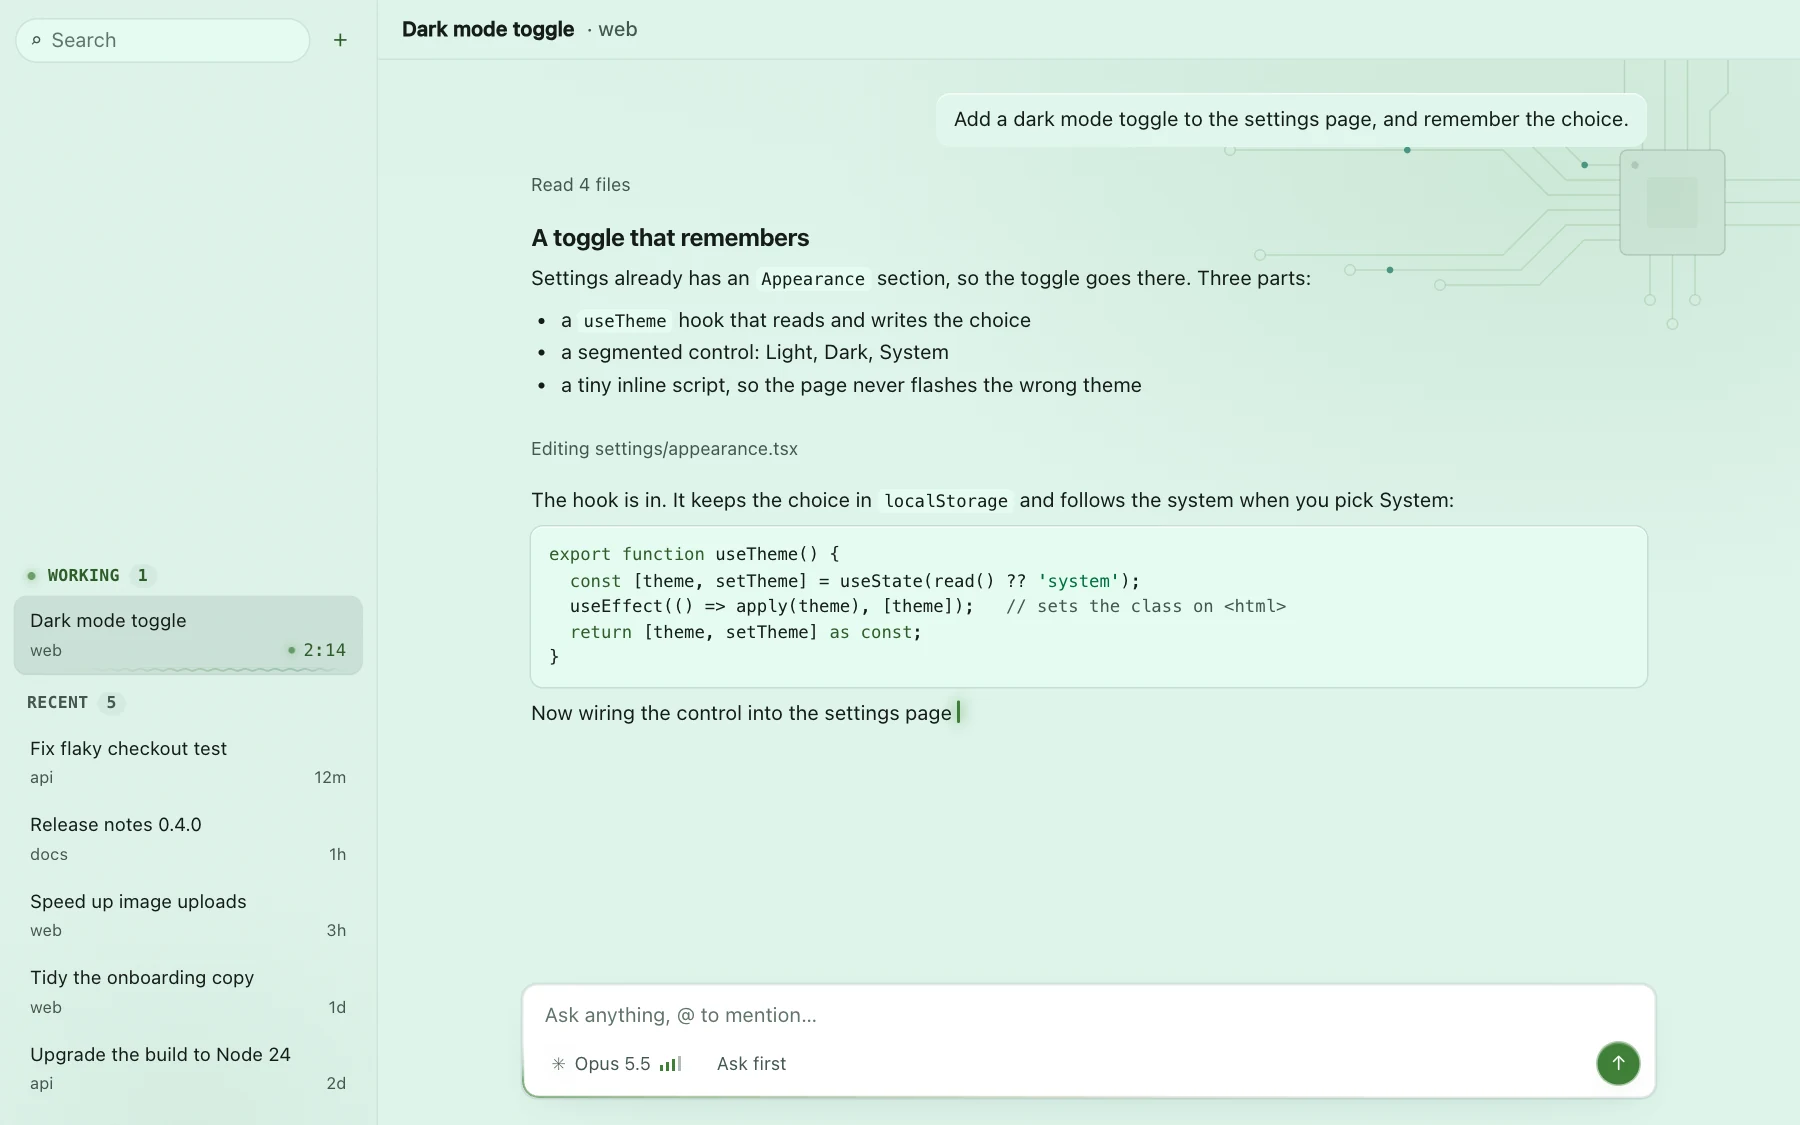 Search
+
Dark mode toggle · web
Add a dark mode toggle to the settings page, and remember the choice.
Read 4 files
A toggle that remembers
Settings already has an Appearance section, so the toggle goes there. Three parts:
• a useTheme hook that reads and writes the choice
• a segmented control: Light, Dark, System
• a tiny inline script, so the page never flashes the wrong theme
Editing settings/appearance.tsx
The hook is in. It keeps the choice in localStorage and follows the system when you pick System:
export function useTheme() {
  const [theme, setTheme] = useState(read() ?? 'system');
  useEffect(() => apply(theme), [theme]);   // sets the class on <html>
  return [theme, setTheme] as const;
}
Now wiring the control into the settings page
WORKING 1
Dark mode toggle
web 2:14
RECENT 5
Fix flaky checkout test
api 12m
Release notes 0.4.0
docs 1h
Speed up image uploads
web 3h
Tidy the onboarding copy
web 1d
Upgrade the build to Node 24
api 2d
Ask anything, @ to mention...
Opus 5.5 Ask first